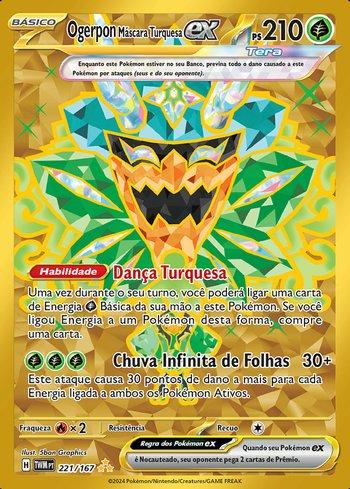 BÁSICO Ogerpon Máscara Turquesa ex PS 210
Tera
Enquanto este Pokémon estiver no seu Banco, previna todo o dano causado a este
Pokémon por ataques (seus e do seu oponente).
Habilidade Dança Turquesa
Uma vez durante o seu turno, você poderá ligar uma carta
de Energia Básica da sua mão a este Pokémon. Se você
ligou Energia a um Pokémon desta forma, compre
uma carta.
Chuva Infinita de Folhas 30+
Este ataque causa 30 pontos de dano a mais para cada
Energia ligada a ambos os Pokémon Ativos.
Fraqueza ×2 Resistência Recuo
Regra dos Pokémon ex
Quando seu Pokémon ex
é Nocauteado, seu oponente pega 2 cartas de Prêmio.
Ilust. 5ban Graphics
H TWM PT 221/167
©2024 Pokémon/Nintendo/Creatures/GAME FREAK